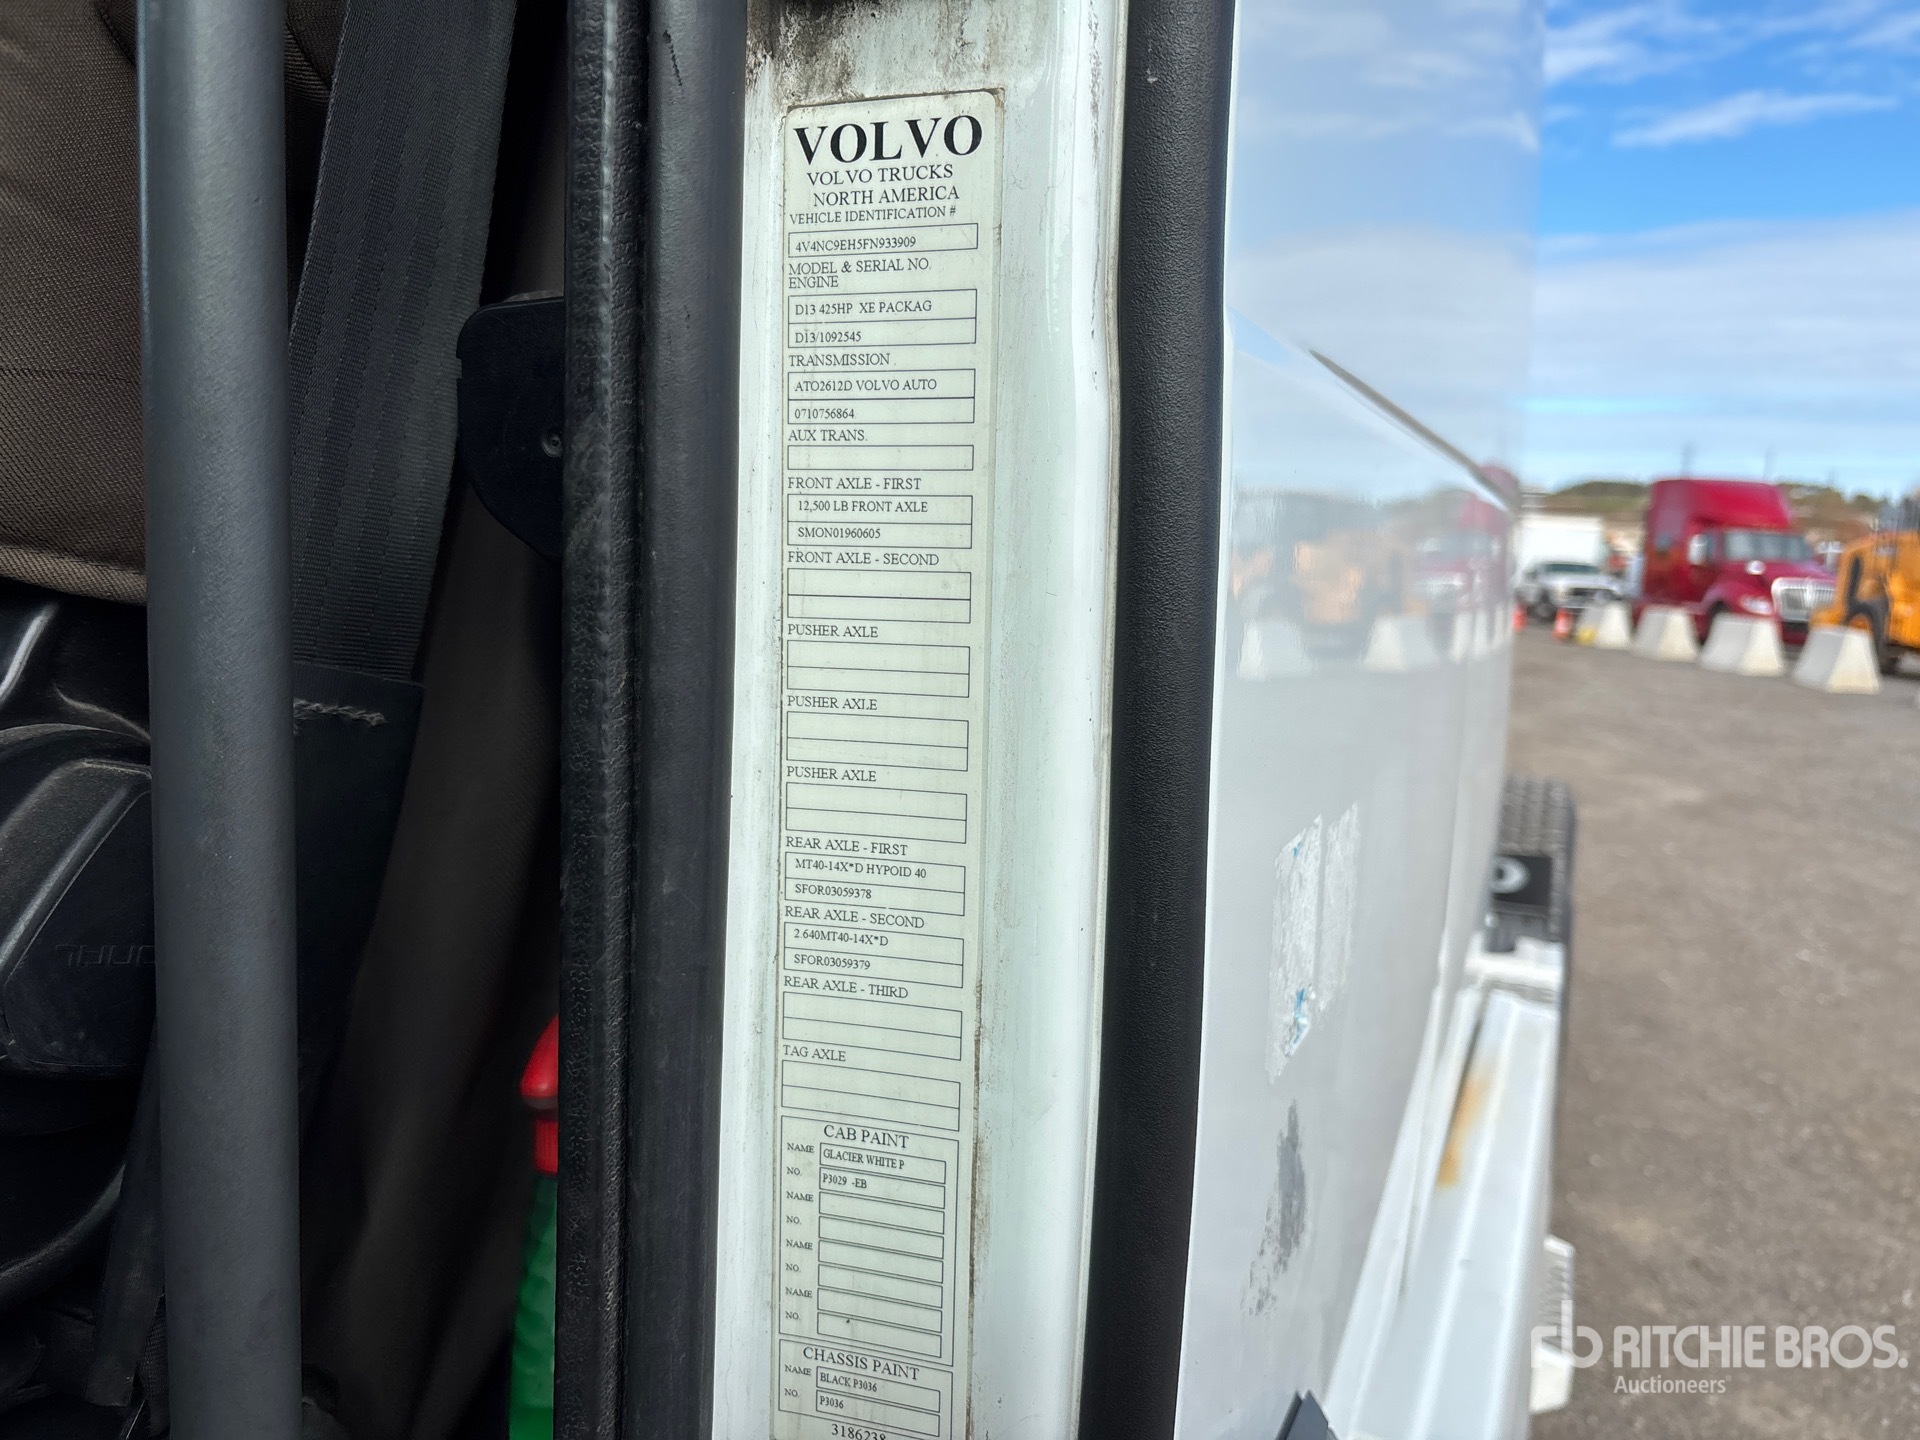 VOLVO
VOLVO TRUCKS
NORTH AMERICA
VEHICLE IDENTIFICATION #
4V4NC9EH5FN933909
MODEL & SERIAL NO.
ENGINE
D13 425HP XE PACKAG
D13/1092545
TRANSMISSION
ATO2612D VOLVO AUTO
0710756864
AUX TRANS.
FRONT AXLE - FIRST
12,500 LB FRONT AXLE
SMON01960605
FRONT AXLE - SECOND
PUSHER AXLE
PUSHER AXLE
PUSHER AXLE
REAR AXLE - FIRST
MT40-14X*D HYPOID 40
SFOR03059378
REAR AXLE - SECOND
2.640MT40-14X*D
SFOR03059379
REAR AXLE - THIRD
TAG AXLE
CAB PAINT
NAME GLACIER WHITE P
NO. P3029 -EB
NAME
NO.
NAME
NO.
NAME
NO.
CHASSIS PAINT
NAME BLACK P3036
NO. P3036
3186238
RITCHIE BROS.
Auctioneers